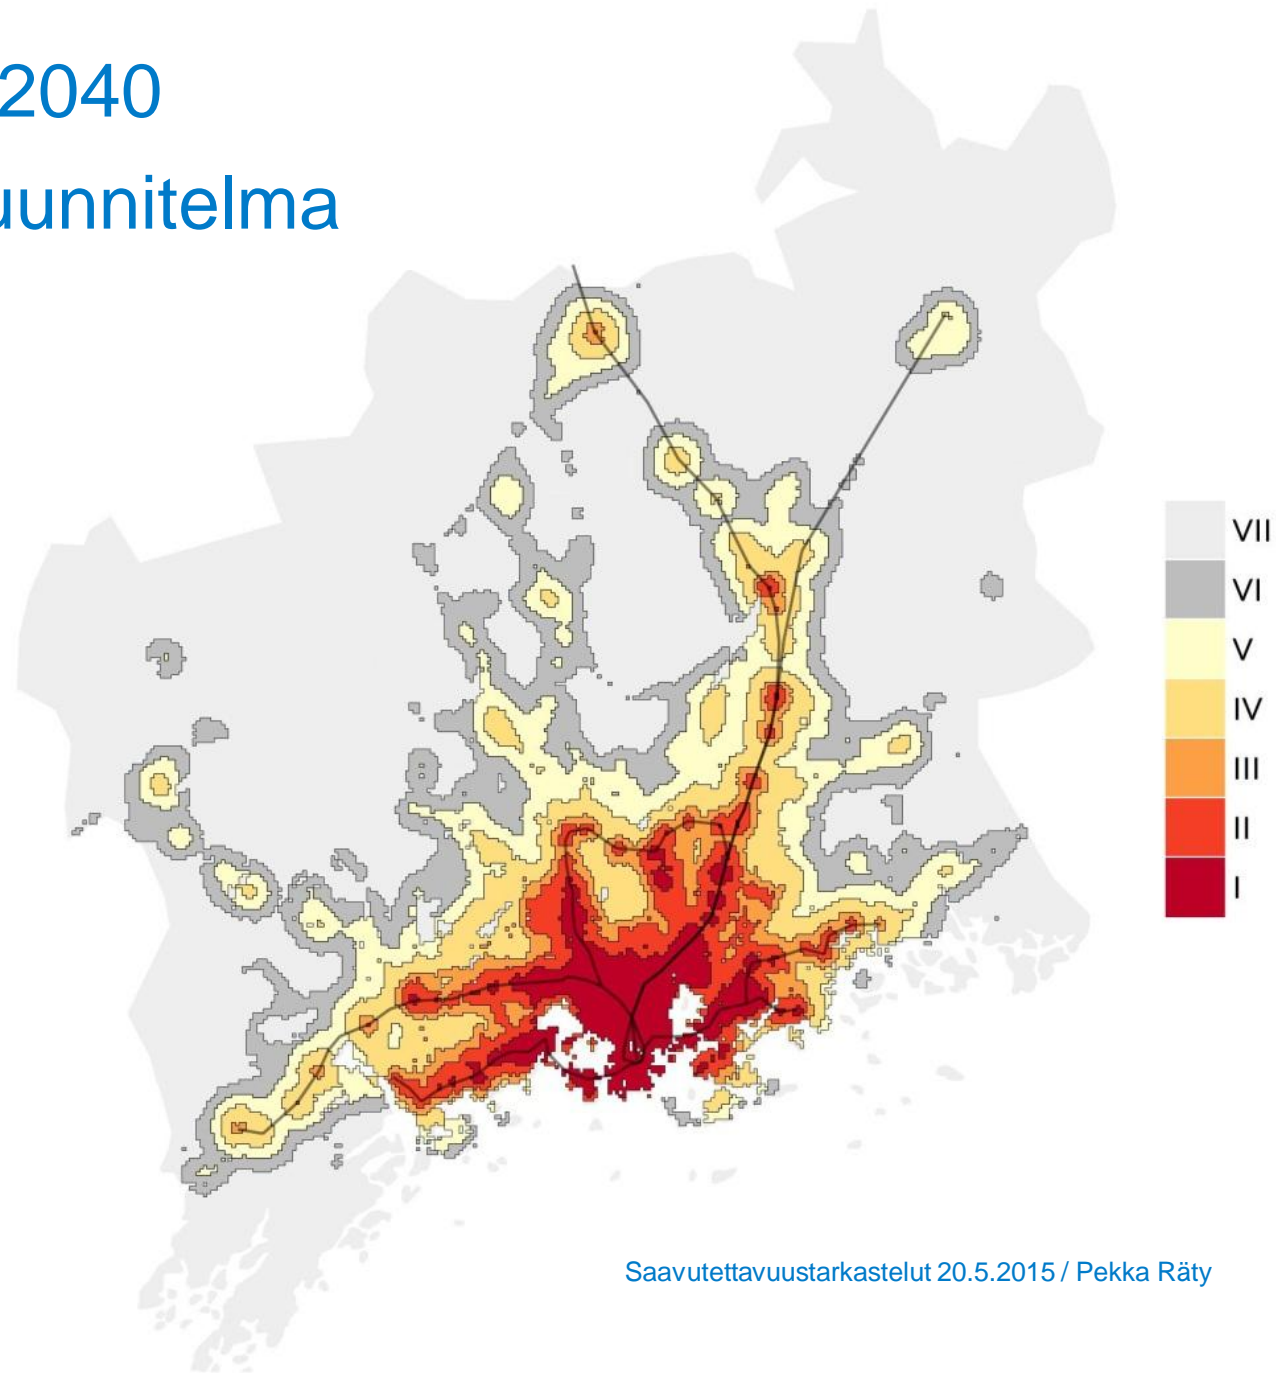 2040
uunnitelma
VII
VI
V
IV
III
II
I
Saavutettavuustarkastelut 20.5.2015 / Pekka Räty